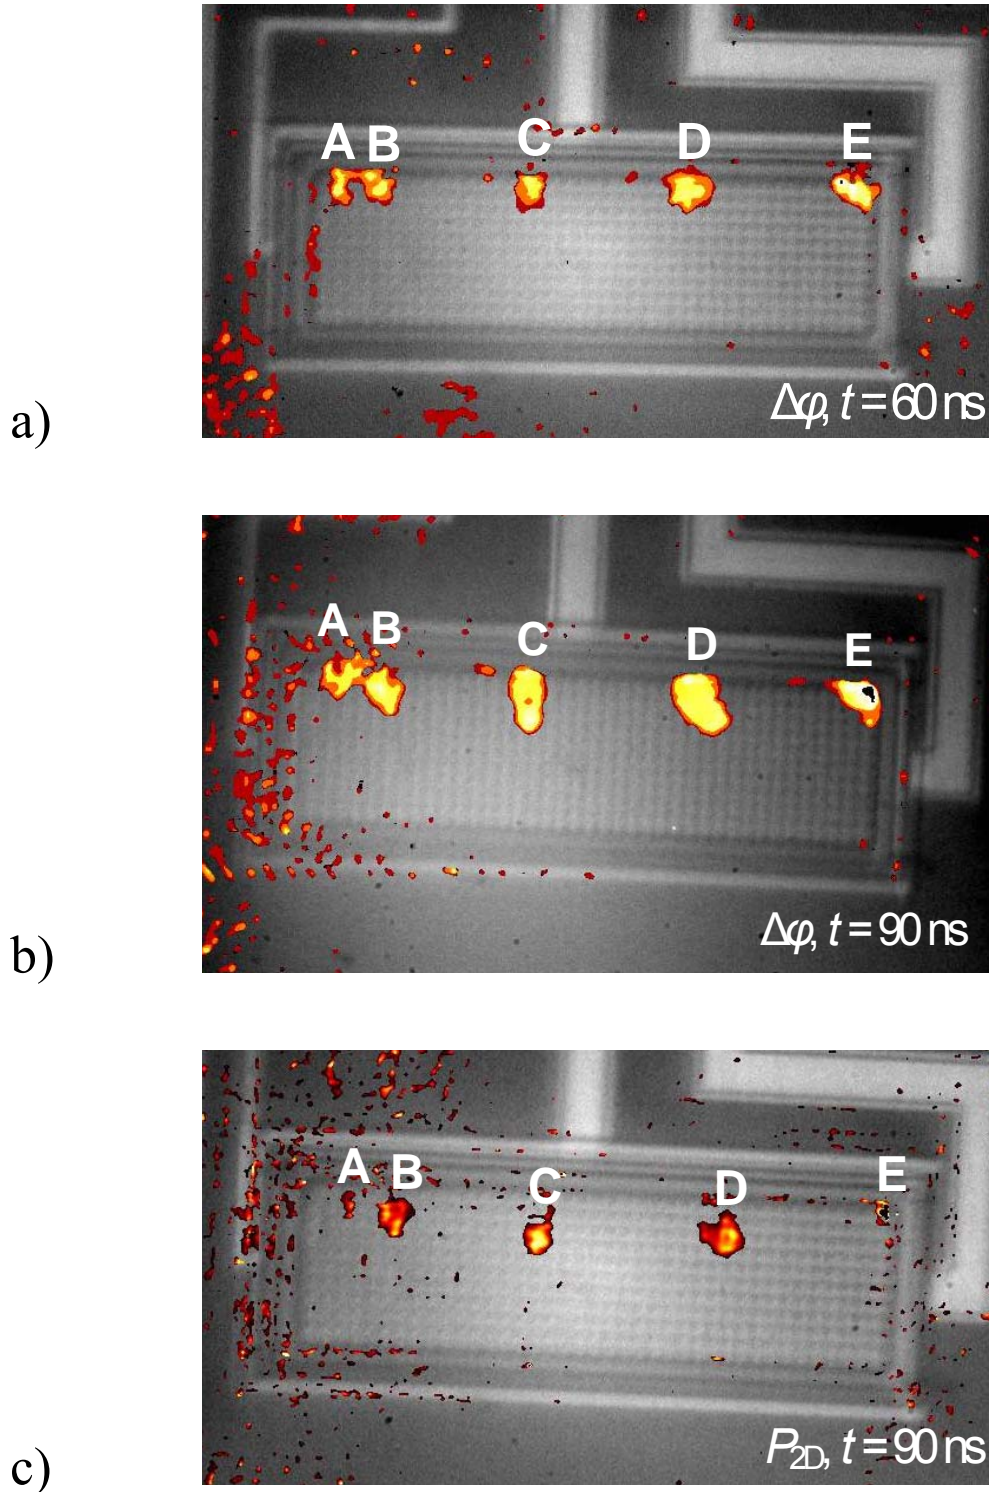 A B C D E
Δφ, t = 60 ns
a)
A B C D E
Δφ, t = 90 ns
b)
A B C D E
P2D, t = 90 ns
c)